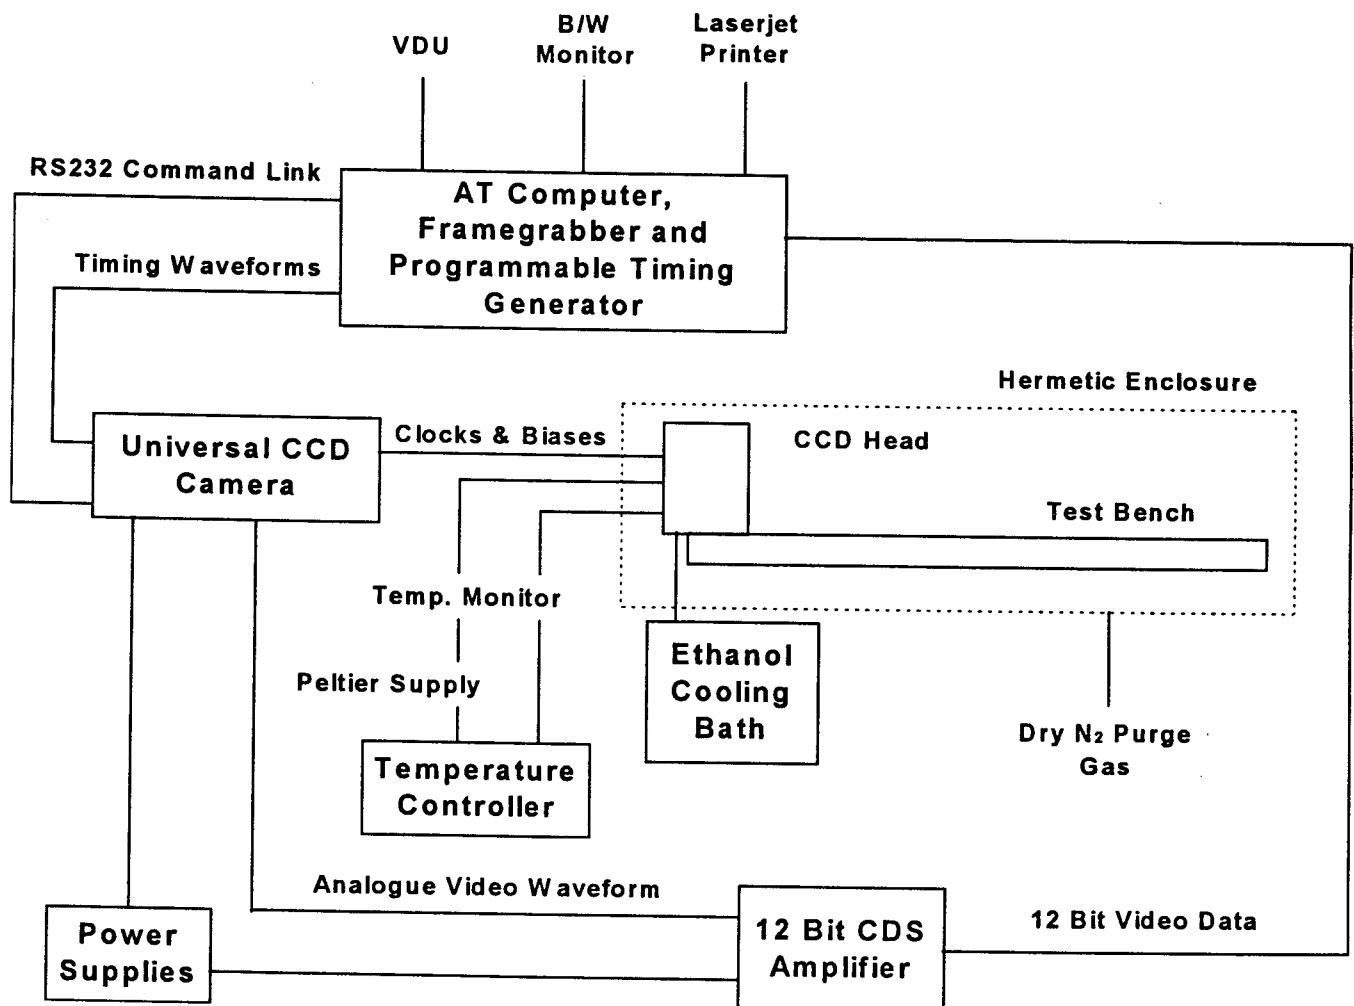 VDU
B/W
Monitor
Laserjet
Printer
RS232 Command Link
AT Computer,
Framegrabber and
Programmable Timing
Generator
Timing Waveforms
Hermetic Enclosure
Universal CCD
Camera
Clocks & Biases
CCD Head
Test Bench
Temp. Monitor
Ethanol
Cooling
Bath
Peltier Supply
Dry N₂ Purge
Gas
Temperature
Controller
Analogue Video Waveform
12 Bit Video Data
Power
Supplies
12 Bit CDS
Amplifier